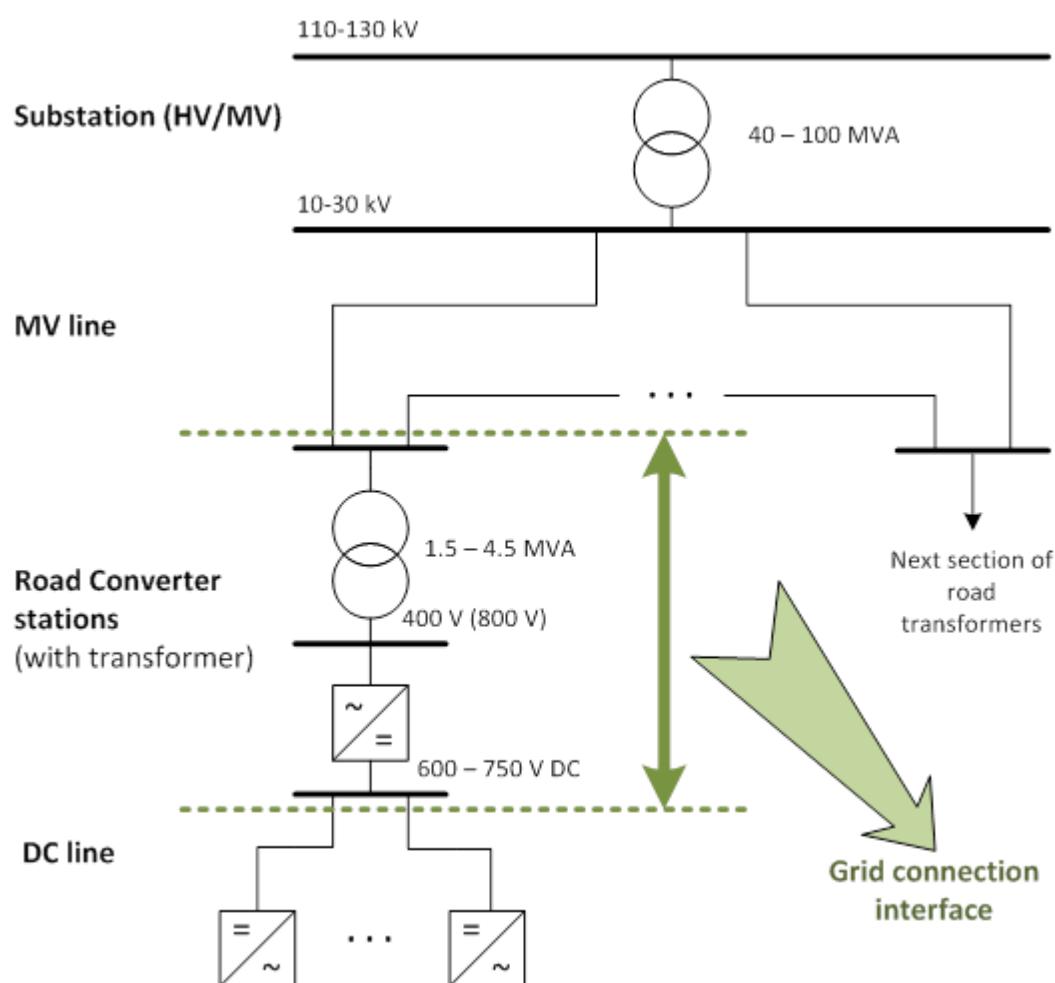 110-130 kV
Substation (HV/MV)
40 – 100 MVA
10-30 kV
MV line
. . .
1.5 – 4.5 MVA
Road Converter
stations
(with transformer)
400 V (800 V)
Next section of
road
transformers
~
=
600 – 750 V DC
DC line
Grid connection
interface
=
~
. . .
=
~